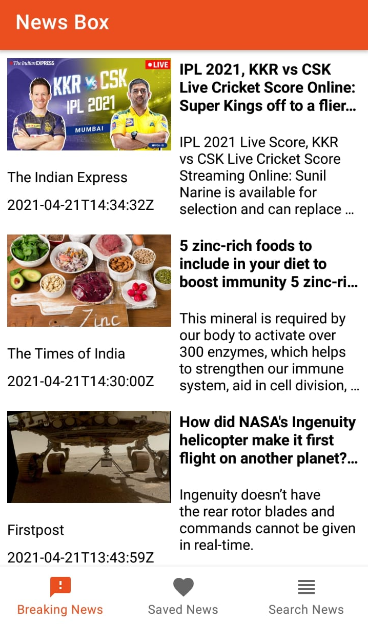 News Box
The Indian EXPRESS
LIVE
KKR vs CSK
IPL 2021
MUMBAI
IPL 2021, KKR vs CSK
Live Cricket Score Online:
Super Kings off to a flier…
IPL 2021 Live Score, KKR
vs CSK Live Cricket Score
Streaming Online: Sunil
Narine is available for
selection and can replace …
The Indian Express
2021-04-21T14:34:32Z
Zinc
5 zinc-rich foods to
include in your diet to
boost immunity 5 zinc-ri…
This mineral is required by
our body to activate over
300 enzymes, which helps
to strengthen our immune
system, aid in cell division, …
The Times of India
2021-04-21T14:30:00Z
How did NASA's Ingenuity
helicopter make it first
flight on another planet?…
Ingenuity doesn’t have
the rear rotor blades and
commands cannot be given
in real-time.
Firstpost
2021-04-21T13:43:59Z
Breaking News
Saved News
Search News